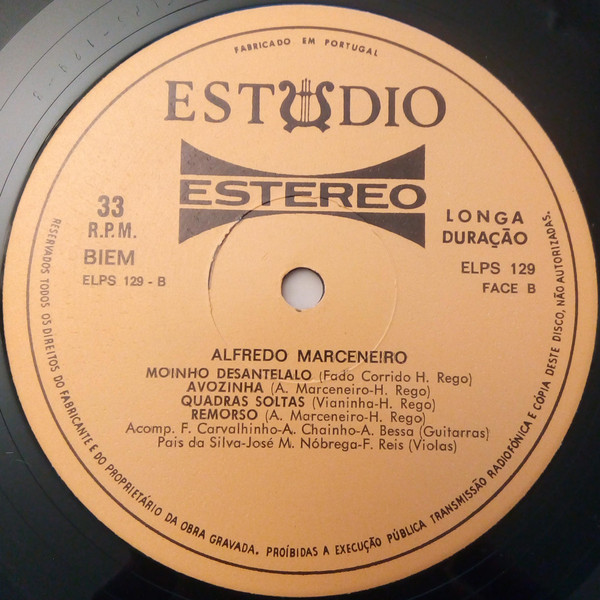 FABRICADO EM PORTUGAL
ESTUDIO
ESTEREO
33
R.P.M.
BIEM
ELPS 129 - B
LONGA
DURAÇÃO
ELPS 129
FACE B
ALFREDO MARCENEIRO
MOINHO DESANTELALO (Fado Corrido H. Rego)
AVOZINHA (A. Marceneiro-H. Rego)
QUADRAS SOLTAS (Vianinha-H. Rego)
REMORSO (A. Marceneiro-H. Rego)
Acomp. F. Carvalhinho-A. Chainho-A. Bessa (Guitarras)
Pais da Silva-José M. Nóbrega-F. Reis (Violas)
RESERVADOS TODOS OS DIREITOS DO FABRICANTE E DO PROPRIETÁRIO DA OBRA GRAVADA. PROÍBIDAS A EXECUÇÃO PÚBLICA TRANSMISSÃO RADIOFÓNICA E CÓPIA DESTE DISCO, NÃO AUTORIZADAS.